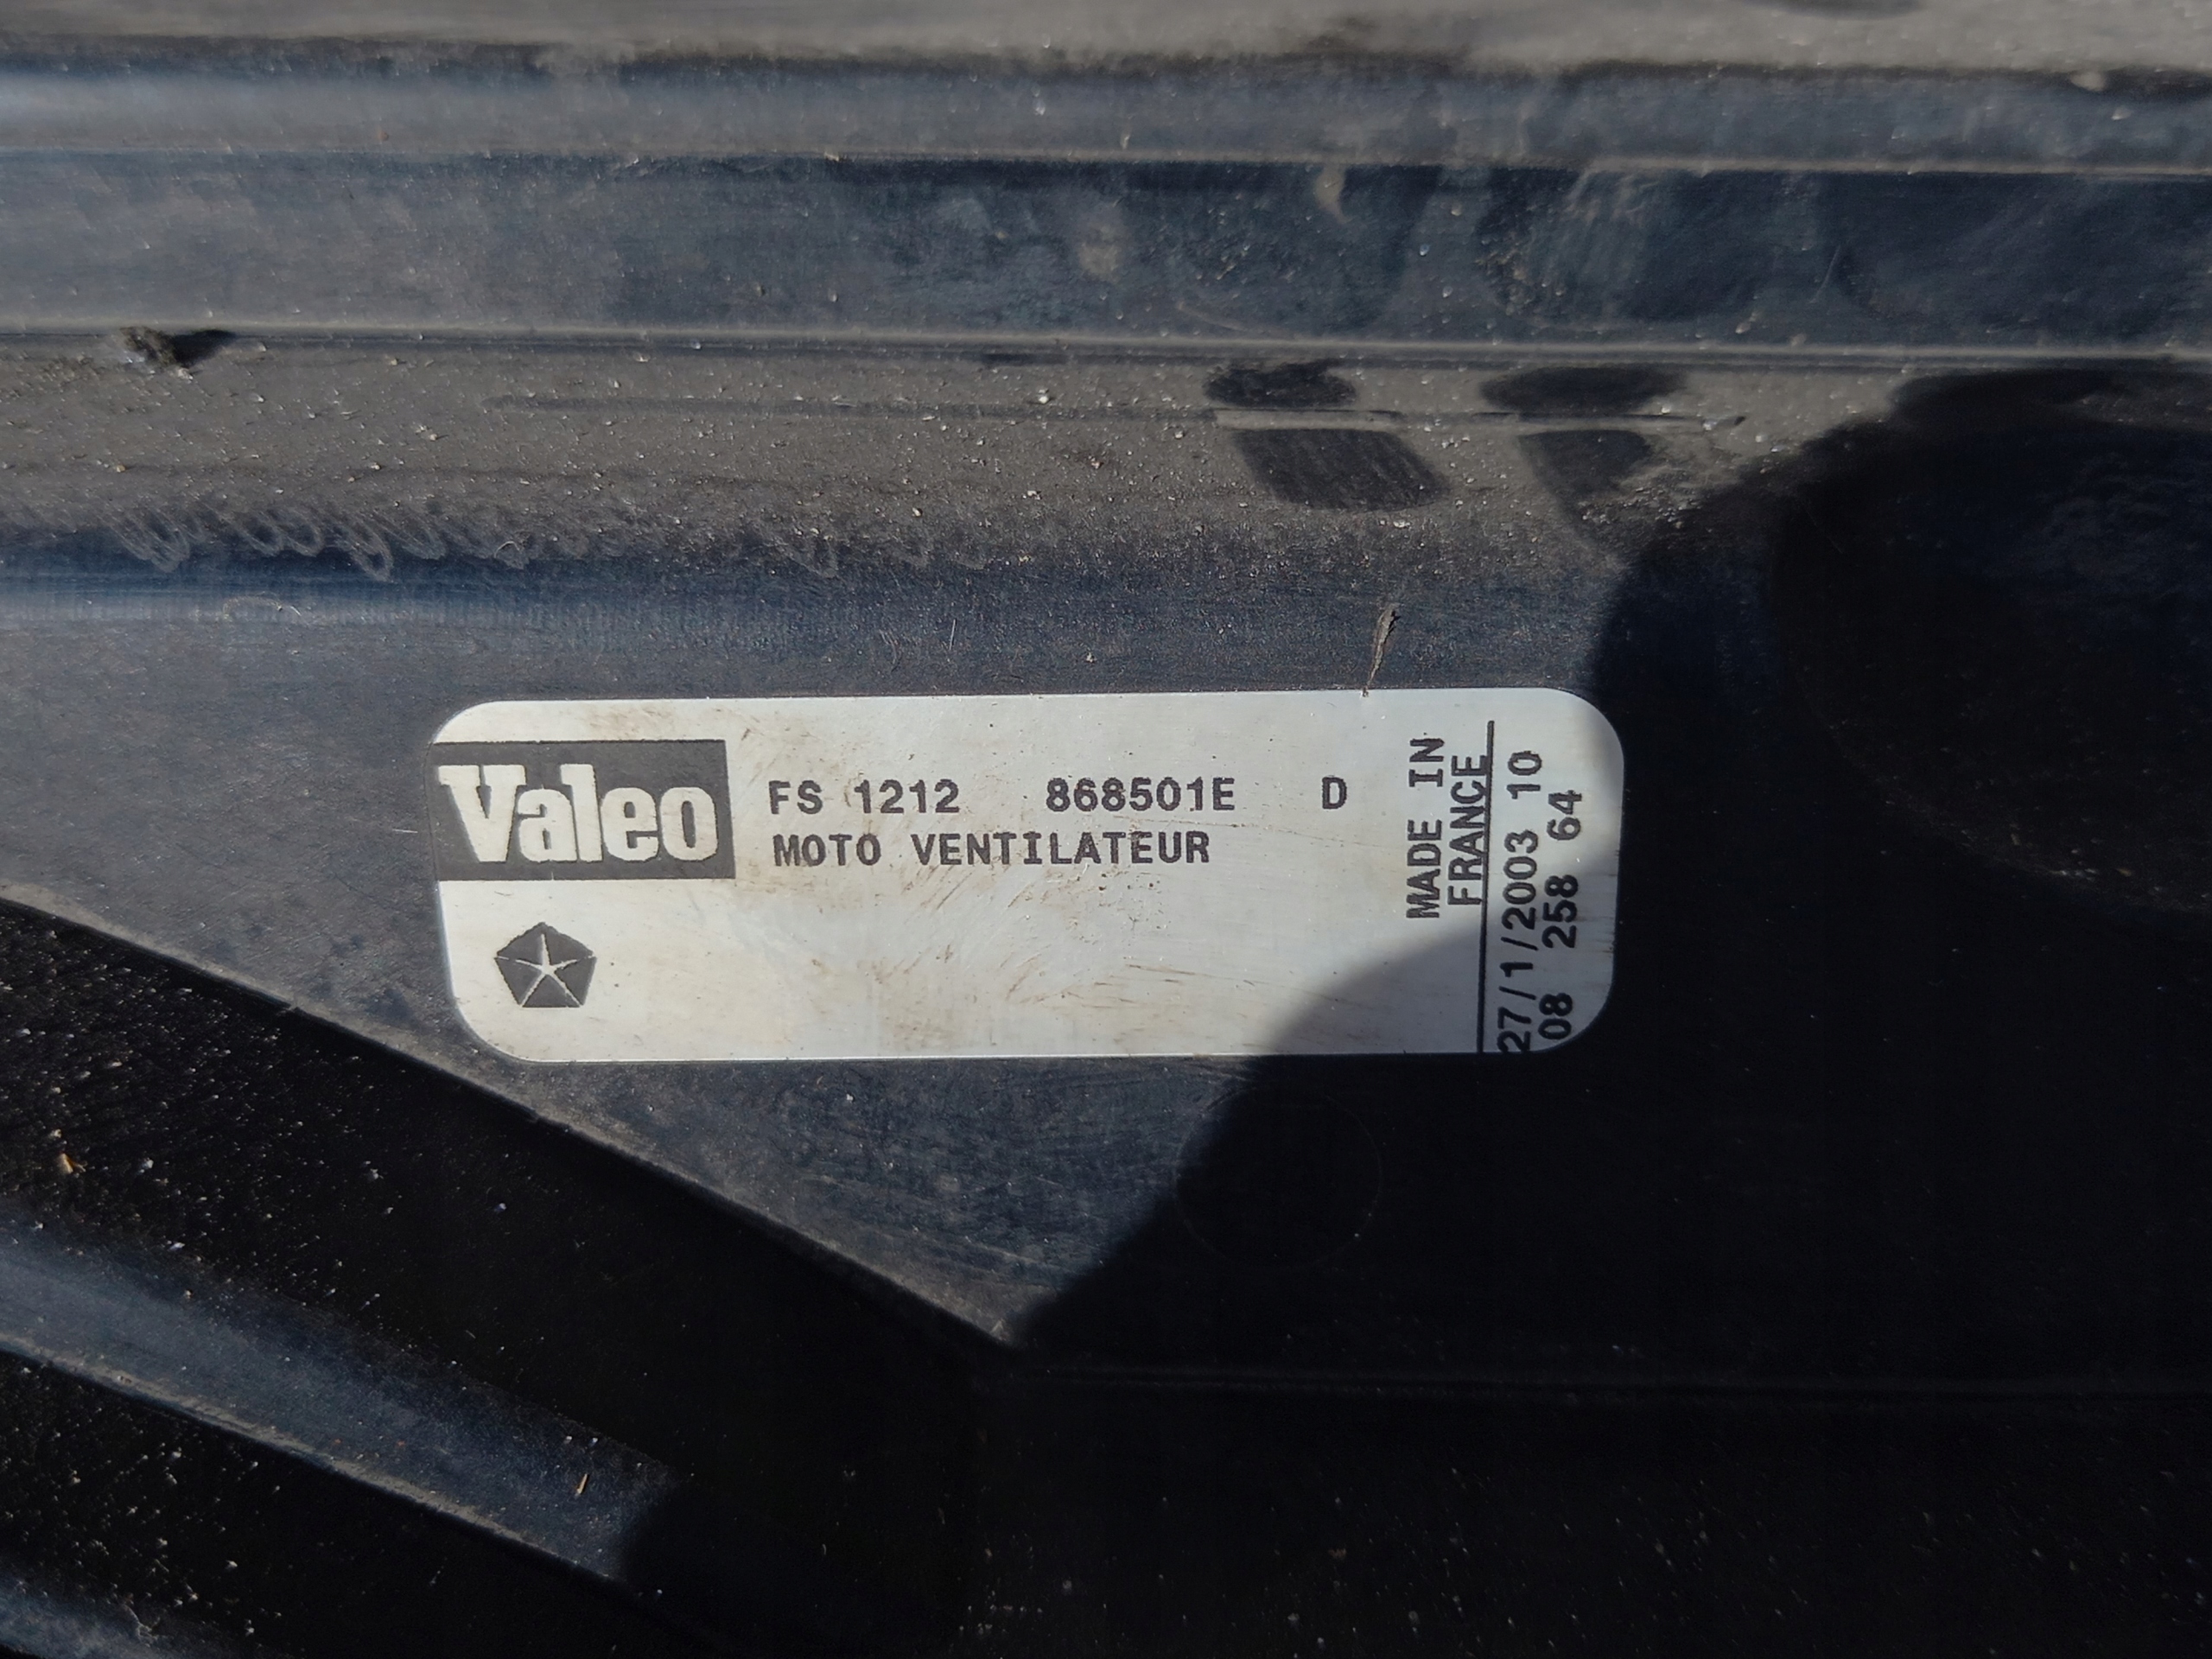 Valeo
FS 1212 868501E D
MOTO VENTILATEUR
MADE IN
FRANCE
27/1/2003 10
08 258 64